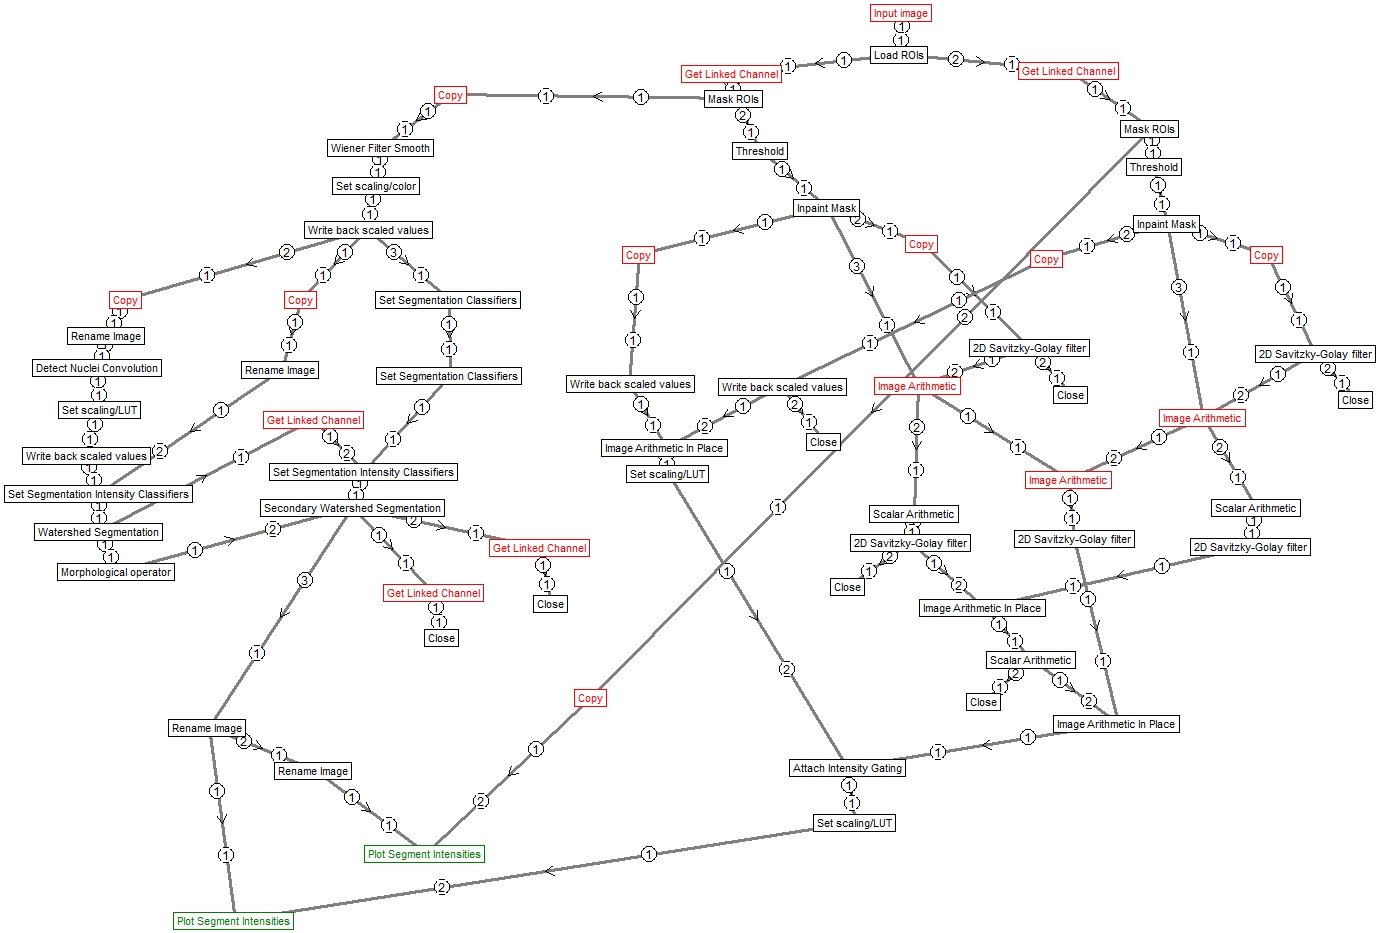 Input image
Load ROIs
Get Linked Channel
Get Linked Channel
Copy
Mask ROIs
Mask ROIs
Wiener Filter Smooth
Threshold
Threshold
Set scaling/color
Inpaint Mask
Inpaint Mask
Write back scaled values
Copy
Copy
Copy
Copy
Copy
Copy
Set Segmentation Classifiers
Rename Image
2D Savitzky-Golay filter
2D Savitzky-Golay filter
Detect Nuclei Convolution
Rename Image
Set Segmentation Classifiers
Write back scaled values
Write back scaled values
Image Arithmetic
Close
Close
Set scaling/LUT
Get Linked Channel
Image Arithmetic
Close
Image Arithmetic In Place
Write back scaled values
Set Segmentation Intensity Classifiers
Set scaling/LUT
Image Arithmetic
Set Segmentation Intensity Classifiers
Secondary Watershed Segmentation
Scalar Arithmetic
Scalar Arithmetic
Watershed Segmentation
2D Savitzky-Golay filter
2D Savitzky-Golay filter
2D Savitzky-Golay filter
Get Linked Channel
Morphological operator
Close
Get Linked Channel
Close
Image Arithmetic In Place
Close
Scalar Arithmetic
Copy
Close
Rename Image
Image Arithmetic In Place
Rename Image
Attach Intensity Gating
Set scaling/LUT
Plot Segment Intensities
Plot Segment Intensities